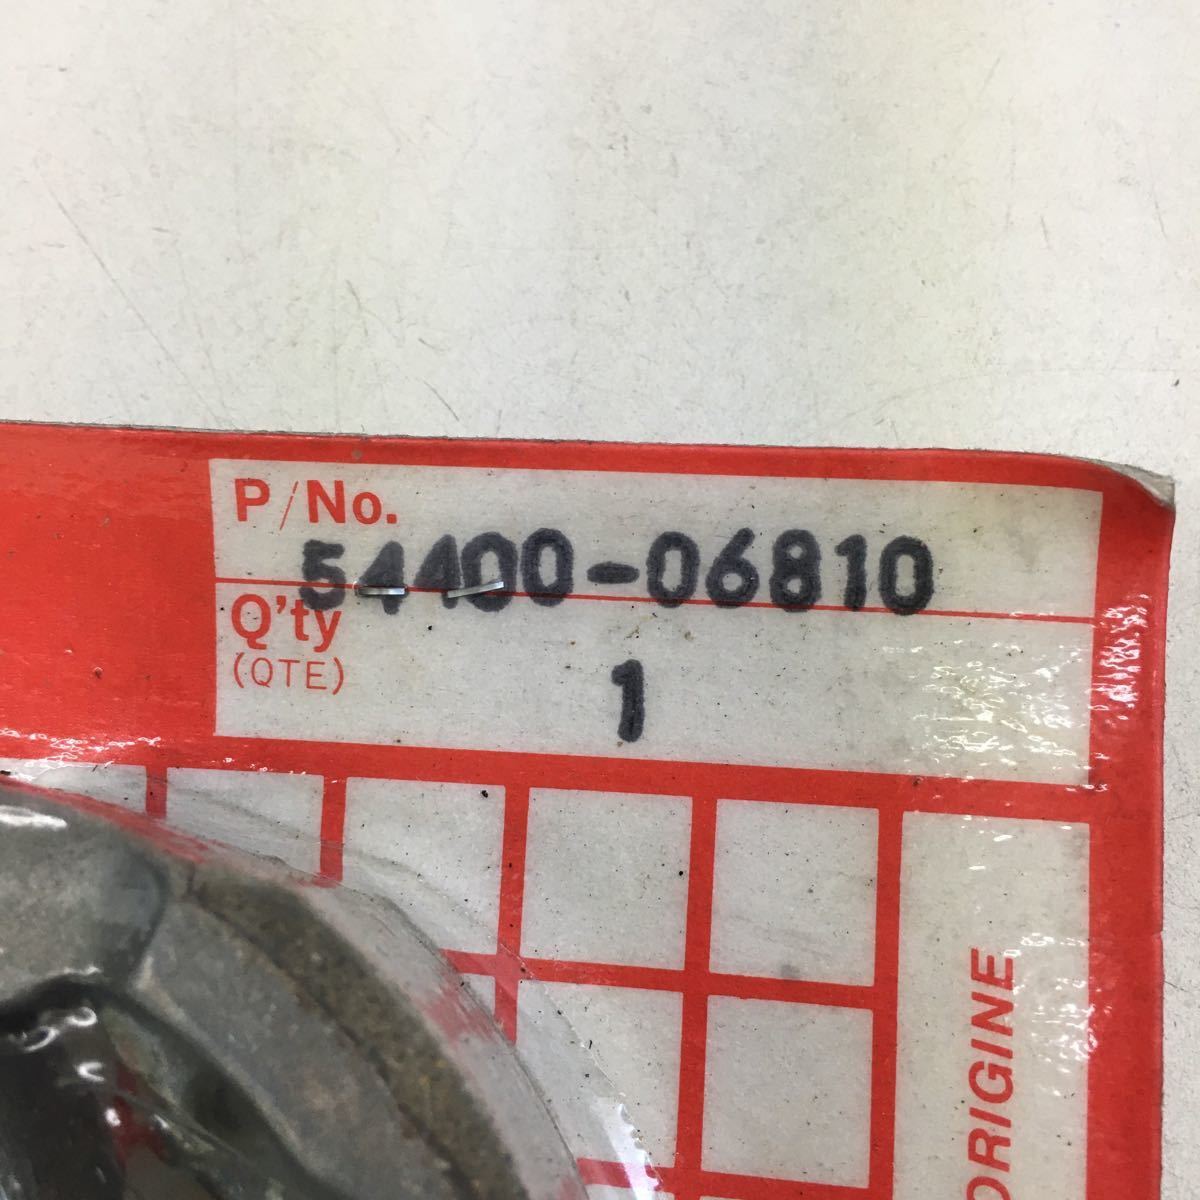 P/No.
54400-06810
Q'ty
(QTE)
1
ORIGINE